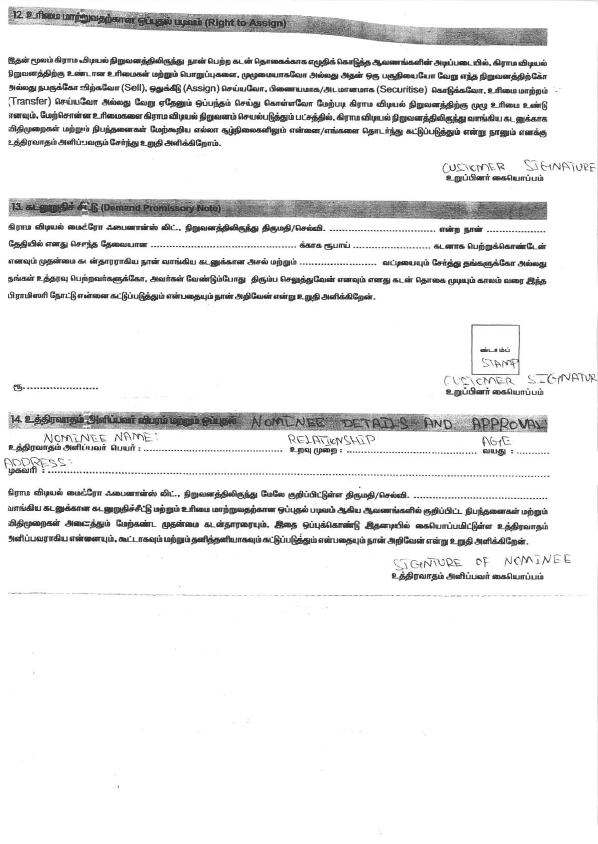 12. உரிமை மாற்றுவதற்கான ஒப்புதல் படிவம் (Right to Assign)
இதன் மூலம் கிராம விடியல் நிறுவனத்திலிருந்து நான் பெற்ற கடன் தொகைக்காக எழுதிக் கொடுத்த ஆவணங்களின் அடிப்படையில், கிராம விடியல்
நிறுவனத்திற்கு உண்டான உரிமைகள் மற்றும் பொறுப்புகளை, முழுமையாகவோ அல்லது அதன் ஒரு பகுதியையோ வேறு எந்த நிறுவனத்திற்கோ
அல்லது நபருக்கோ விற்கவோ (Sell), ஒதுக்கீடு (Assign) செய்யவோ, பிணையமாக/அடமானமாக (Securitise) கொடுக்கவோ, உரிமை மாற்றம்
(Transfer) செய்யவோ அல்லது வேறு ஏதேனும் ஒப்பந்தம் செய்து கொள்ளவோ மேற்படி கிராம விடியல் நிறுவனத்திற்கு முழு உரிமை உண்டு
எனவும், மேற்சொன்ன உரிமைகளை கிராம விடியல் நிறுவனம் செயல்படுத்தும் பட்சத்தில், கிராம விடியல் நிறுவனத்திலிருந்து வாங்கிய கடனுக்காக
விதிமுறைகள் மற்றும் நிபந்தனைகள் மேற்கூறிய எல்லா சூழ்நிலைகளிலும் என்னை/எங்களை தொடர்ந்து கட்டுப்படுத்தும் என்று நானும் எனக்கு
உத்திரவாதம் அளிப்பவரும் சேர்ந்து உறுதி அளிக்கிறோம்.
CUSTOMER SIGNATURE
உறுப்பினர் கையொப்பம்
13. கடனுறுதிச் சீட்டு (Demand Promissory Note)
கிராம விடியல் மைக்ரோ ஃபைனான்ஸ் லிட்., நிறுவனத்திலிருந்து திருமதி/செல்வி. .............................. என்ற நான் ....................
தேதியில் எனது சொந்த தேவையான ........................................ க்காக ரூபாய் ..................... கடனாக பெற்றுக்கொண்டேன்
எனவும் முதன்மை கடன்தாரராகிய நான் வாங்கிய கடனுக்கான அசல் மற்றும் ..................... வட்டியையும் சேர்த்து தங்களுக்கோ அல்லது
தங்கள் உத்தரவு பெற்றவர்களுக்கோ, அவர்கள் வேண்டும்போது திரும்ப செலுத்துவேன் எனவும் எனது கடன் தொகை முடியும் காலம் வரை இந்த
பிராமிஸரி நோட்டு என்னை கட்டுப்படுத்தும் என்பதையும் நான் அறிவேன் என்று உறுதி அளிக்கிறேன்.
ஸ்டாம்ப்
STAMP
CUSTOMER SIGNATUR
ரூ. ........................
உறுப்பினர் கையொப்பம்
14. உத்திரவாதம் அளிப்பவர் விபரம் மற்றும் ஒப்புதல் NOMINEE DETAILS AND APPROVAL
NOMINEE NAME: RELATIONSHIP AGE
உத்திரவாதம் அளிப்பவர் பெயர் : ........................................ உறவு முறை : ........................................ வயது : ..........
ADDRESS:
முகவரி : ............................................................
கிராம விடியல் மைக்ரோ ஃபைனான்ஸ் லிட்., நிறுவனத்திலிருந்து மேலே குறிப்பிட்டுள்ள திருமதி/செல்வி. ........................................
வாங்கிய கடனுக்கான கடனுறுதிச்சீட்டு மற்றும் உரிமை மாற்றுவதற்கான ஒப்புதல் படிவம் ஆகிய ஆவணங்களில் குறிப்பிட்ட நிபந்தனைகள் மற்றும்
விதிமுறைகள் அனைத்தும் மேற்கண்ட முதன்மை கடன்தாரரையும், இதை ஒப்புக்கொண்டு இதனடியில் கையொப்பமிட்டுள்ள உத்திரவாதம்
அளிப்பவராகிய என்னையும், கூட்டாகவும் மற்றும் தனித்தனியாகவும் கட்டுப்படுத்தும் என்பதையும் நான் அறிவேன் என்று உறுதி அளிக்கிறேன்.
SIGNTURE OF NOMINEE
உத்திரவாதம் அளிப்பவர் கையொப்பம்